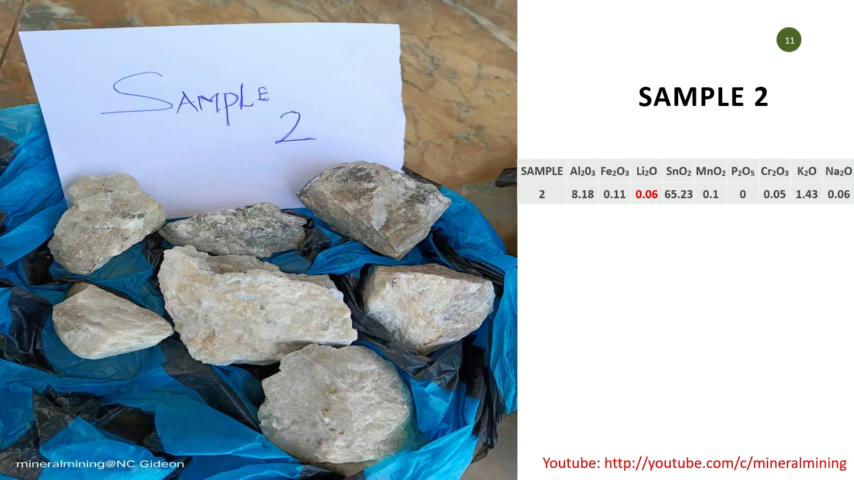 SAMPLE
2
mineralmining@NC Gideon
11
SAMPLE 2
SAMPLE Al₂0₃ Fe₂O₃ Li₂O SnO₂ MnO₂ P₂O₅ Cr₂O₃ K₂O Na₂O
2 8.18 0.11 0.06 65.23 0.1 0 0.05 1.43 0.06
Youtube: http://youtube.com/c/mineralmining